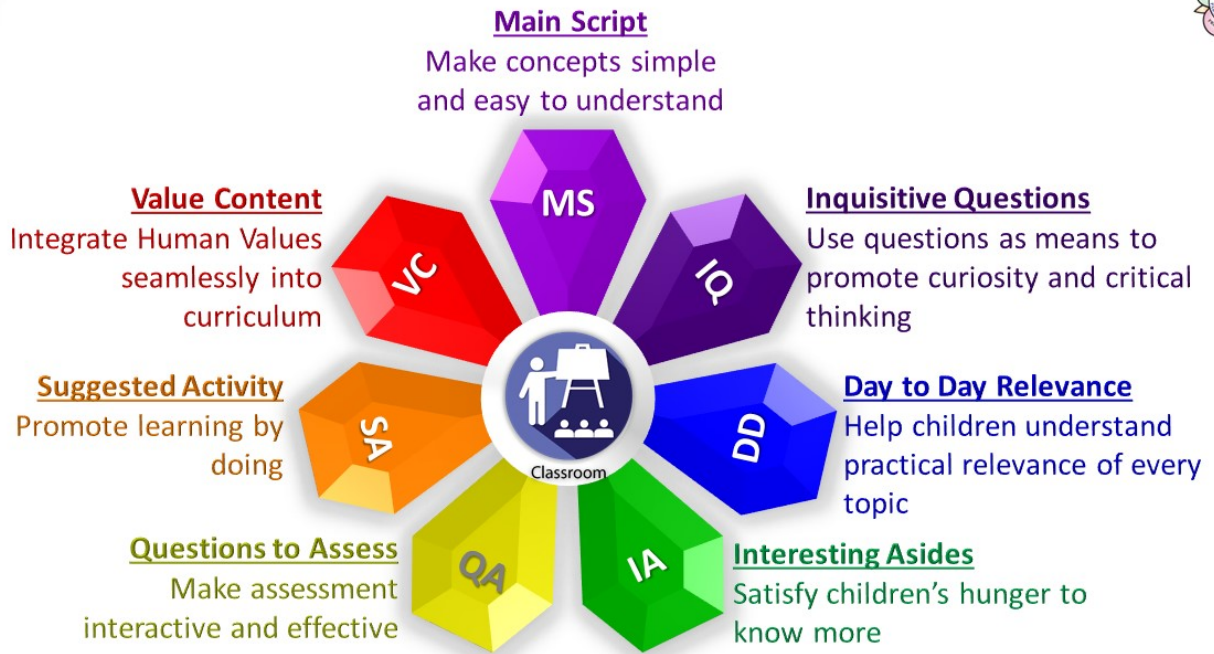 Main Script
Make concepts simple
and easy to understand
MS
Inquisitive Questions
Use questions as means to
promote curiosity and critical
thinking
IQ
Day to Day Relevance
Help children understand
practical relevance of every
topic
DD
Interesting Asides
Satisfy children’s hunger to
know more
IA
Questions to Assess
Make assessment
interactive and effective
QA
Suggested Activity
Promote learning by
doing
SA
Value Content
Integrate Human Values
seamlessly into
curriculum
VC
Classroom